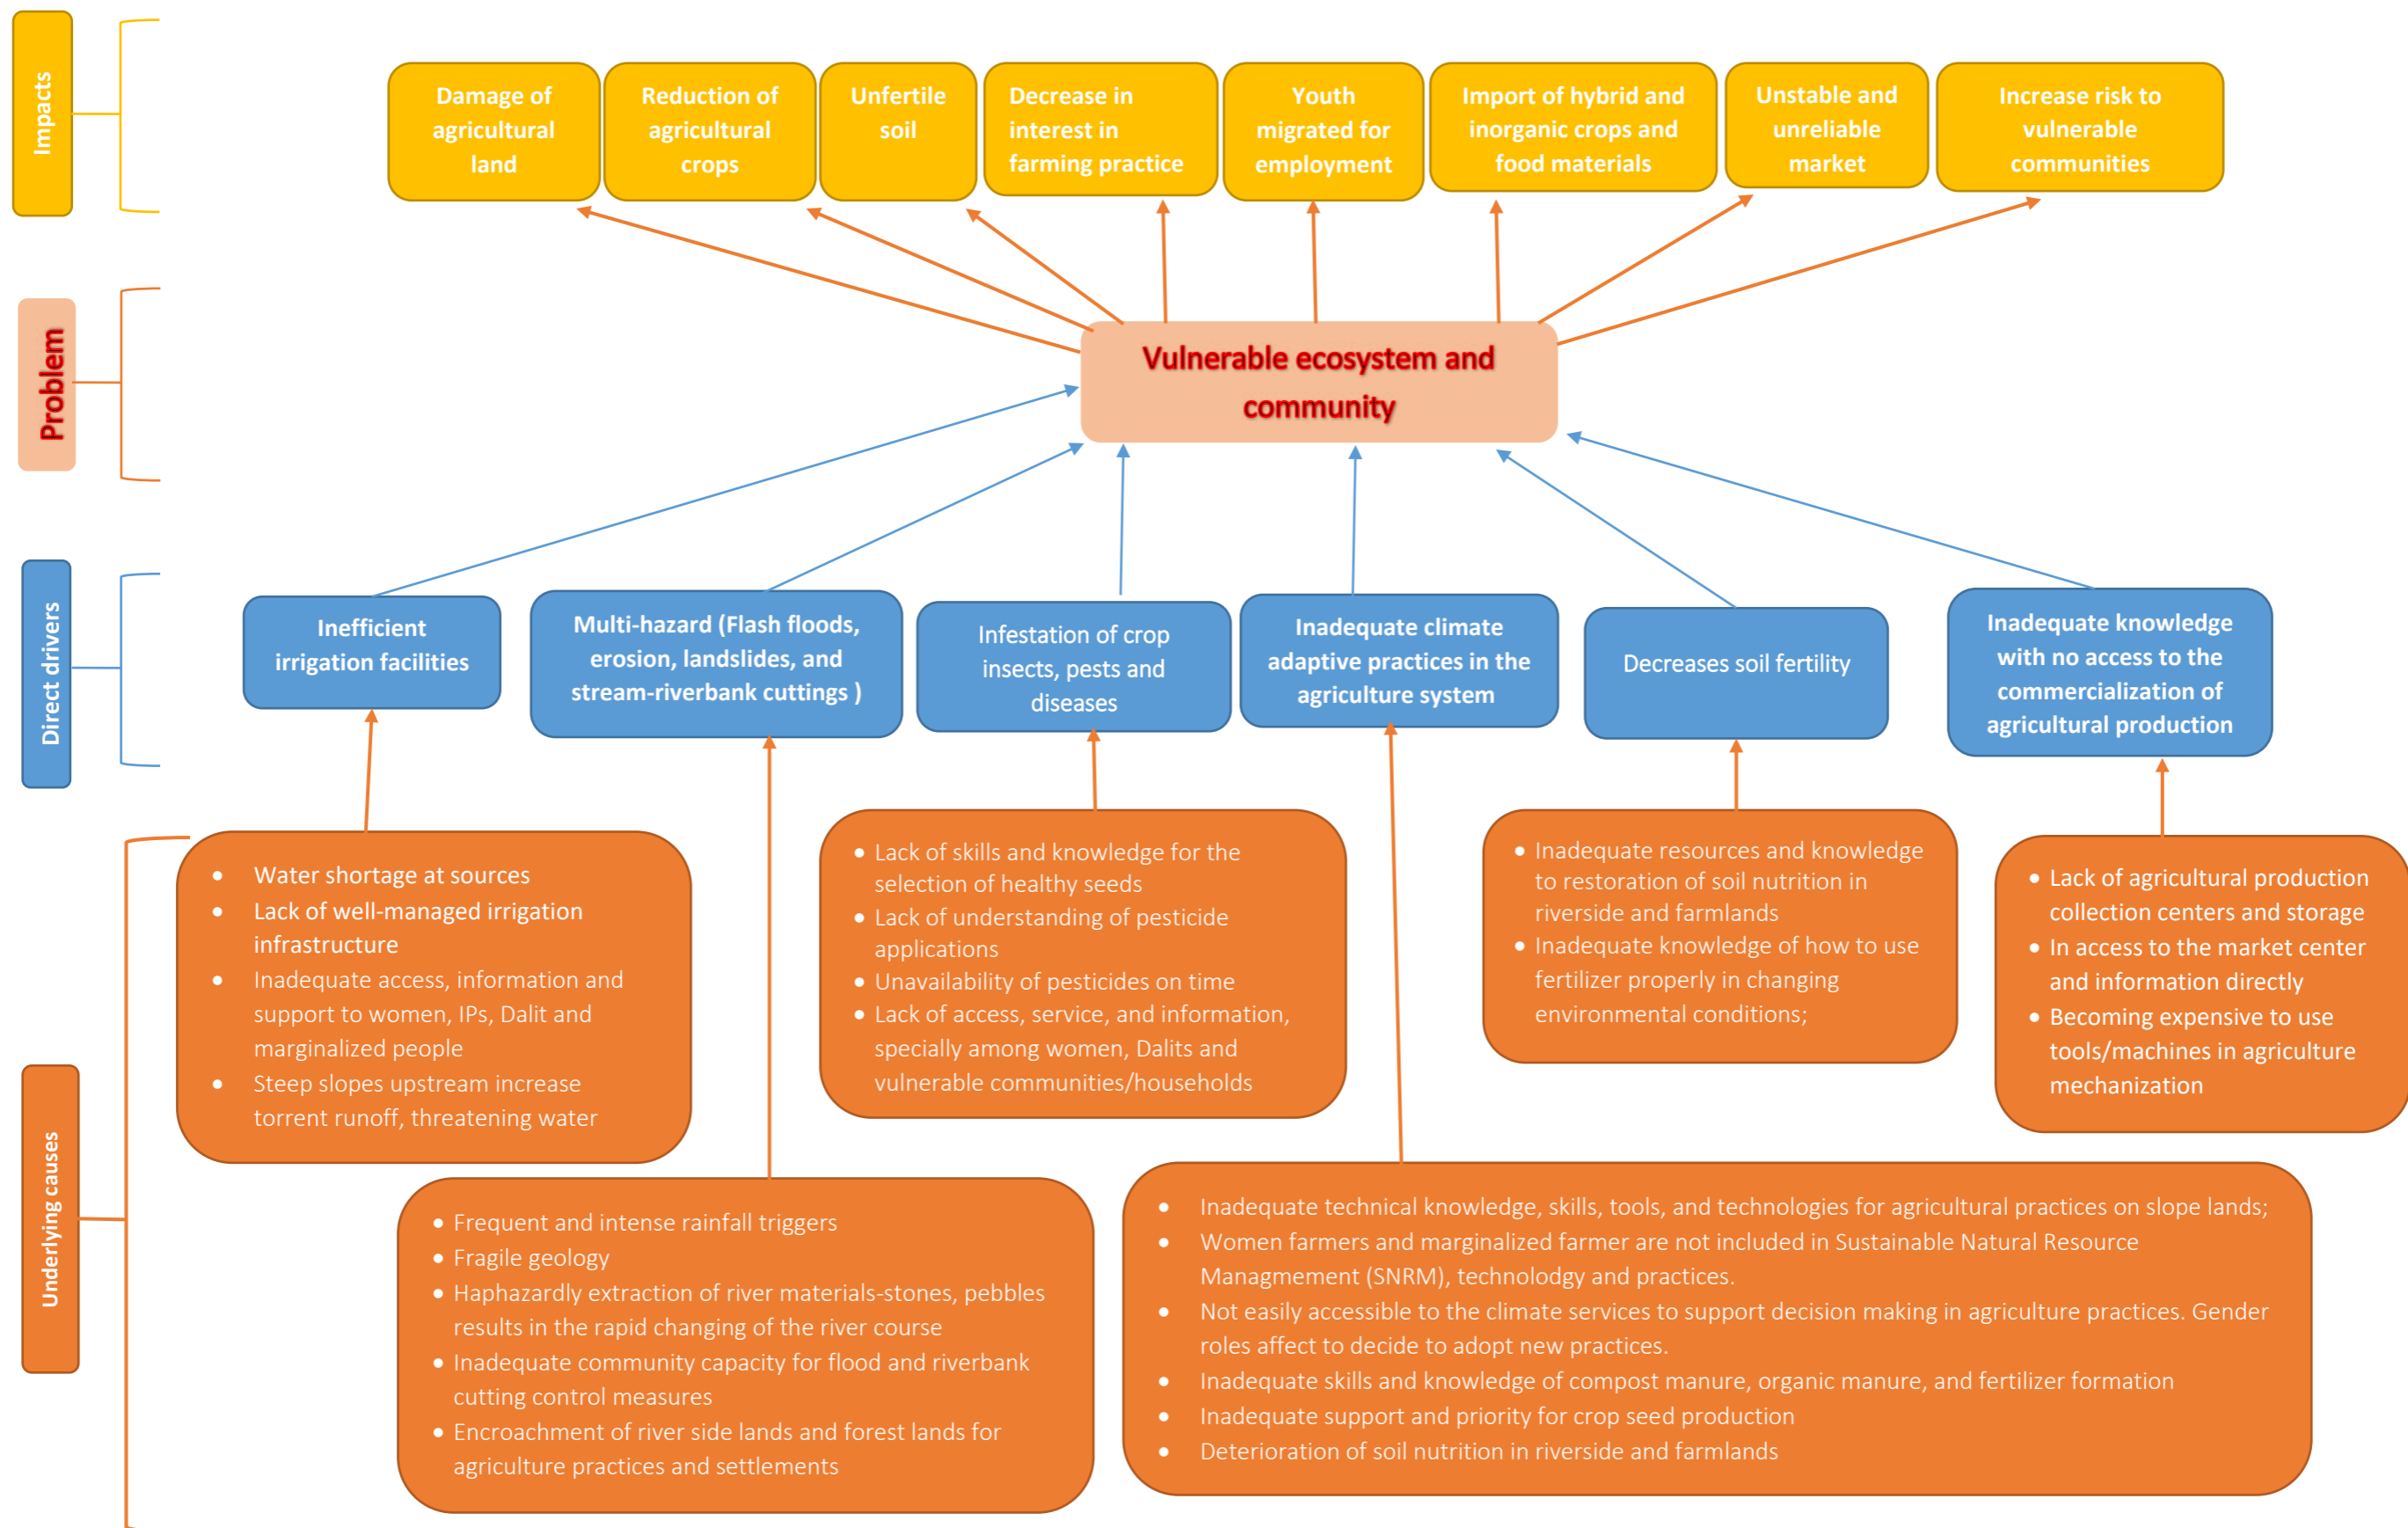 Impacts
Damage of
agricultural
land
Reduction of
agricultural
crops
Unfertile
soil
Decrease in
interest in
farming practice
Youth
migrated for
employment
Import of hybrid and
inorganic crops and
food materials
Unstable and
unreliable
market
Increase risk to
vulnerable
communities
Problem
Vulnerable ecosystem and
community
Direct drivers
Inefficient
irrigation facilities
Multi-hazard (Flash floods,
erosion, landslides, and
stream-riverbank cuttings )
Infestation of crop
insects, pests and
diseases
Inadequate climate
adaptive practices in the
agriculture system
Decreases soil fertility
Inadequate knowledge
with no access to the
commercialization of
agricultural production
Underlying causes
• Water shortage at sources
• Lack of well-managed irrigation
infrastructure
• Inadequate access, information and
support to women, IPs, Dalit and
marginalized people
• Steep slopes upstream increase
torrent runoff, threatening water
• Lack of skills and knowledge for the
selection of healthy seeds
• Lack of understanding of pesticide
applications
• Unavailability of pesticides on time
• Lack of access, service, and information,
specially among women, Dalits and
vulnerable communities/households
• Inadequate resources and knowledge
to restoration of soil nutrition in
riverside and farmlands
• Inadequate knowledge of how to use
fertilizer properly in changing
environmental conditions;
• Lack of agricultural production
collection centers and storage
• In access to the market center
and information directly
• Becoming expensive to use
tools/machines in agriculture
mechanization
• Frequent and intense rainfall triggers
• Fragile geology
• Haphazardly extraction of river materials-stones, pebbles
results in the rapid changing of the river course
• Inadequate community capacity for flood and riverbank
cutting control measures
• Encroachment of river side lands and forest lands for
agriculture practices and settlements
• Inadequate technical knowledge, skills, tools, and technologies for agricultural practices on slope lands;
• Women farmers and marginalized farmer are not included in Sustainable Natural Resource
Managmement (SNRM), technolodgy and practices.
• Not easily accessible to the climate services to support decision making in agriculture practices. Gender
roles affect to decide to adopt new practices.
• Inadequate skills and knowledge of compost manure, organic manure, and fertilizer formation
• Inadequate support and priority for crop seed production
• Deterioration of soil nutrition in riverside and farmlands